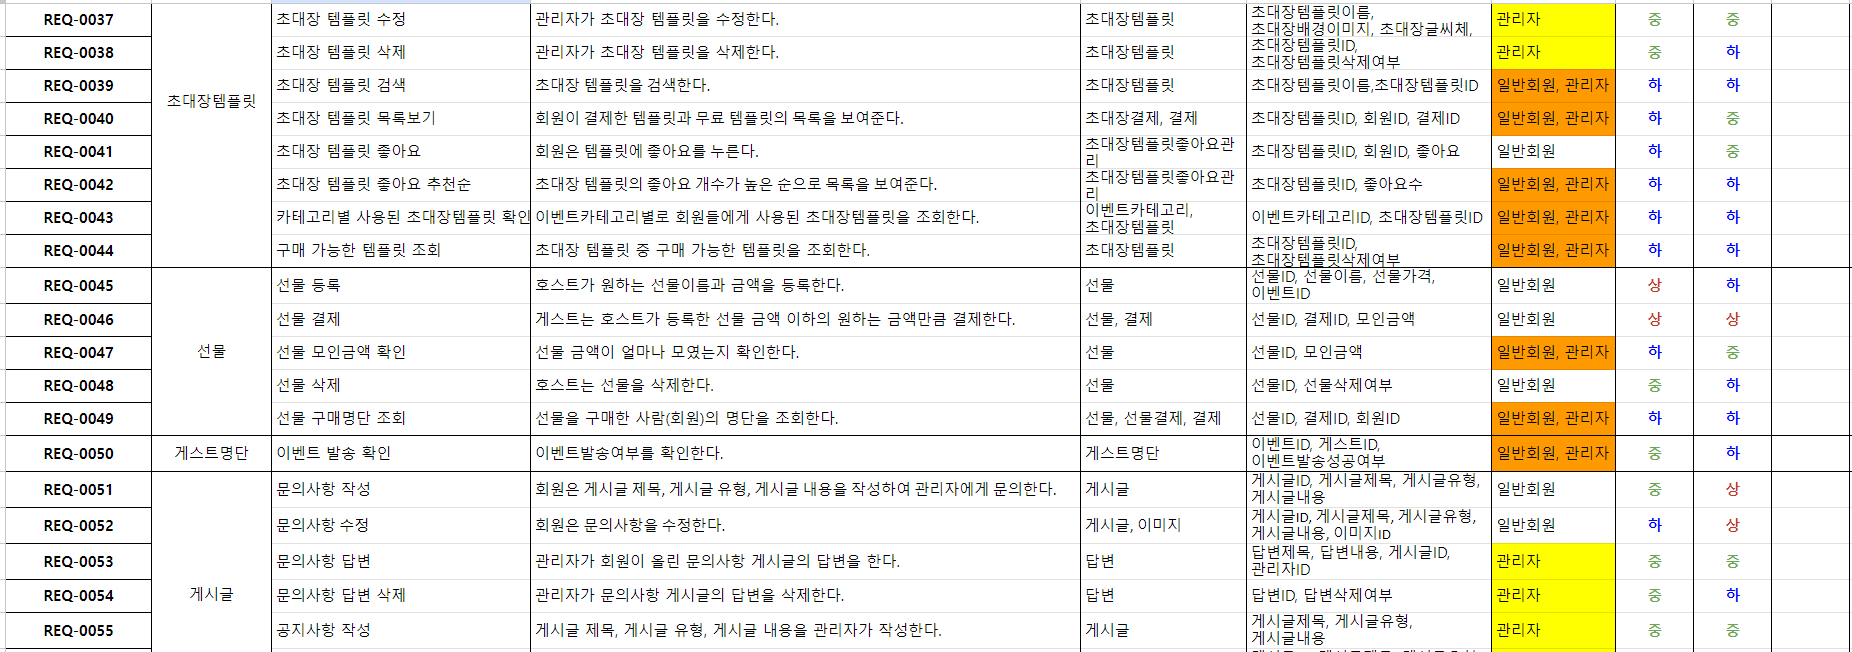 REQ-0037 초대장 템플릿 수정 관리자가 초대장 템플릿을 수정한다. 초대장템플릿 초대장템플릿이름, 초대장배경이미지, 초대장글씨체, 관리자 중 중
REQ-0038 초대장 템플릿 삭제 관리자가 초대장 템플릿을 삭제한다. 초대장템플릿 초대장템플릿ID, 초대장템플릿삭제여부 관리자 중 하
초대장템플릿
REQ-0039 초대장 템플릿 검색 초대장 템플릿을 검색한다. 초대장템플릿 초대장템플릿이름,초대장템플릿ID 일반회원, 관리자 하 하
REQ-0040 초대장 템플릿 목록보기 회원이 결제한 템플릿과 무료 템플릿의 목록을 보여준다. 초대장결제, 결제 초대장템플릿ID, 회원ID, 결제ID 일반회원, 관리자 하 중
REQ-0041 초대장 템플릿 좋아요 회원은 템플릿에 좋아요를 누른다. 초대장템플릿좋아요관리 초대장템플릿ID, 회원ID, 좋아요 일반회원 하 중
REQ-0042 초대장 템플릿 좋아요 추천순 초대장 템플릿의 좋아요 개수가 높은 순으로 목록을 보여준다. 초대장템플릿좋아요관리 초대장템플릿ID, 좋아요수 일반회원, 관리자 하 하
REQ-0043 카테고리별 사용된 초대장템플릿 확인 이벤트카테고리별로 회원들에게 사용된 초대장템플릿을 조회한다. 이벤트카테고리, 초대장템플릿 이벤트카테고리ID, 초대장템플릿ID 일반회원, 관리자 하 하
REQ-0044 구매 가능한 템플릿 조회 초대장 템플릿 중 구매 가능한 템플릿을 조회한다. 초대장템플릿 초대장템플릿ID, 초대장템플릿삭제여부 일반회원, 관리자 하 하
REQ-0045 선물 등록 호스트가 원하는 선물이름과 금액을 등록한다. 선물 선물ID, 선물이름, 선물가격, 이벤트ID 일반회원 상 하
REQ-0046 선물 결제 게스트는 호스트가 등록한 선물 금액 이하의 원하는 금액만큼 결제한다. 선물, 결제 선물ID, 결제ID, 모인금액 일반회원 상 상
REQ-0047 선물 선물 모인금액 확인 선물 금액이 얼마나 모였는지 확인한다. 선물 선물ID, 모인금액 일반회원, 관리자 하 중
REQ-0048 선물 삭제 호스트는 선물을 삭제한다. 선물 선물ID, 선물삭제여부 일반회원 중 하
REQ-0049 선물 구매명단 조회 선물을 구매한 사람(회원)의 명단을 조회한다. 선물, 선물결제, 결제 선물ID, 결제ID, 회원ID 일반회원, 관리자 하 하
REQ-0050 게스트명단 이벤트 발송 확인 이벤트발송여부를 확인한다. 게스트명단 이벤트ID, 게스트ID, 이벤트발송성공여부 일반회원, 관리자 중 하
REQ-0051 문의사항 작성 회원은 게시글 제목, 게시글 유형, 게시글 내용을 작성하여 관리자에게 문의한다. 게시글 게시글ID, 게시글제목, 게시글유형, 게시글내용 일반회원 중 상
REQ-0052 문의사항 수정 회원은 문의사항을 수정한다. 게시글, 이미지 게시글ID, 게시글제목, 게시글유형, 게시글내용, 이미지ID 일반회원 하 상
REQ-0053 문의사항 답변 관리자가 회원이 올린 문의사항 게시글의 답변을 한다. 답변 답변제목, 답변내용, 게시글ID, 관리자ID 관리자 중 중
REQ-0054 게시글 문의사항 답변 삭제 관리자가 문의사항 게시글의 답변을 삭제한다. 답변 답변ID, 답변삭제여부 관리자 중 하
REQ-0055 공지사항 작성 게시글 제목, 게시글 유형, 게시글 내용을 관리자가 작성한다. 게시글 게시글제목, 게시글유형, 게시글내용 관리자 중 중